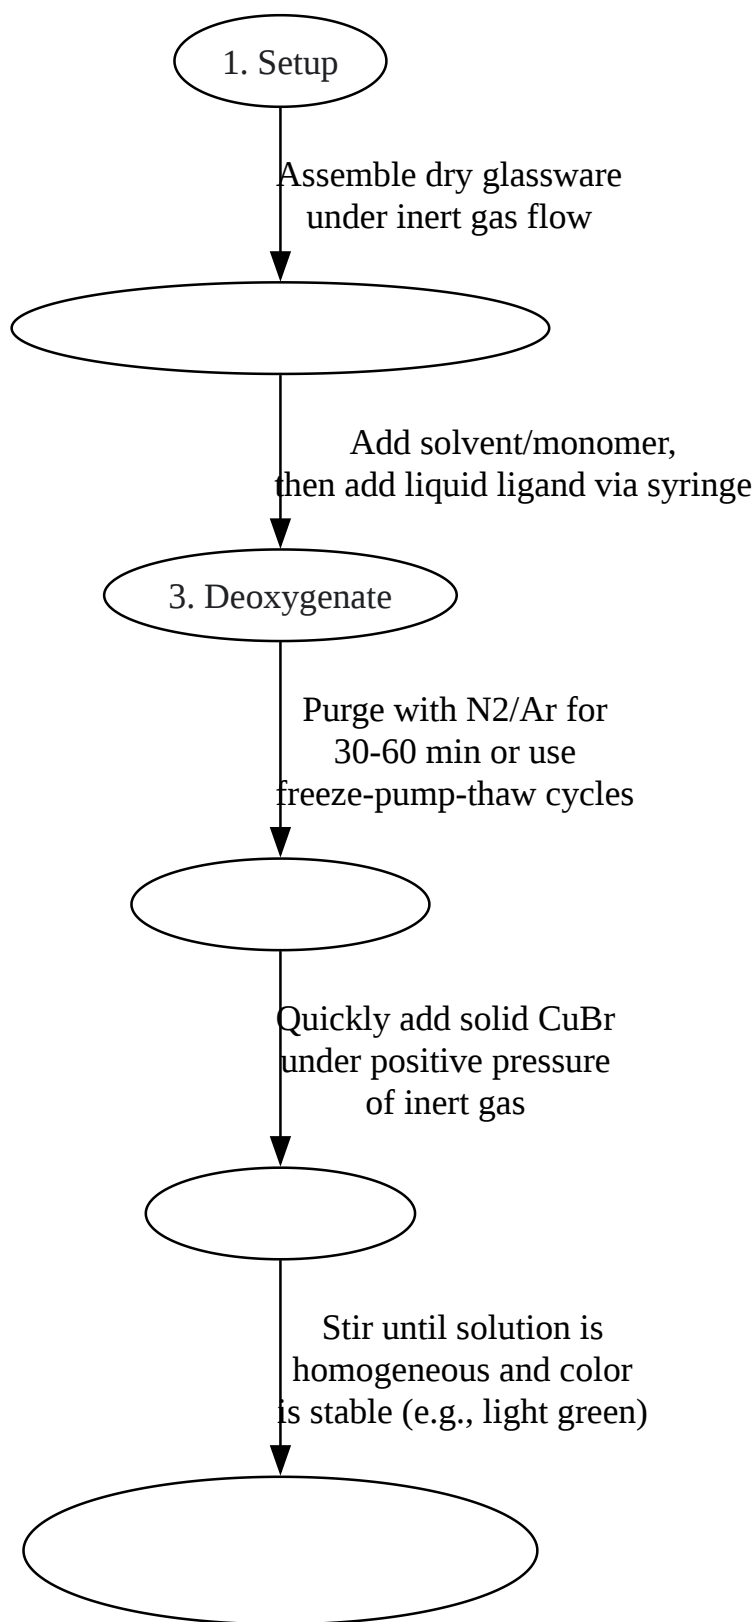 1. Setup
Assemble dry glassware
under inert gas flow
Add solvent/monomer,
then add liquid ligand via syringe
3. Deoxygenate
Purge with N2/Ar for
30-60 min or use
freeze-pump-thaw cycles
Quickly add solid CuBr
under positive pressure
of inert gas
Stir until solution is
homogeneous and color
is stable (e.g., light green)